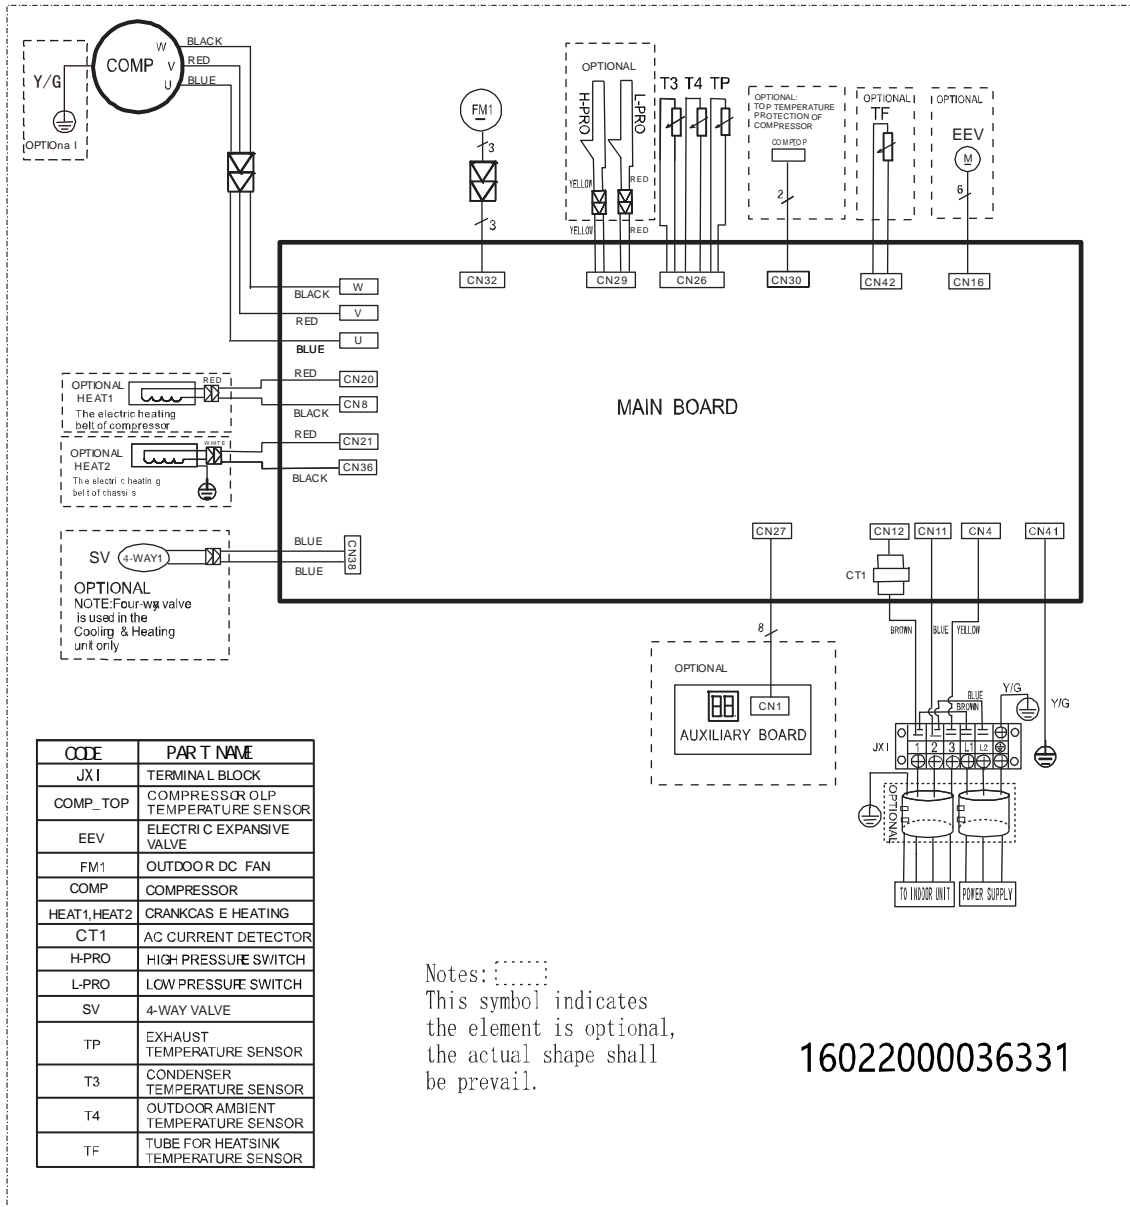 BLACK
W
RED
COMP
V
BLUE
U
Y/G
OPTIOna l
FM1
3
3
OPTIONAL
H-PRO
L-PRO
YELLOW
RED
YELLOW
RED
T3 T4 TP
OPTIONAL:
TOP TEMPERATURE
PROTECTION OF
COMPRESSOR
COMPTOP
2
OPTIONAL
TF
OPTIONAL
EEV
M
6
CN32
CN29
CN26
CN30
CN42
CN16
BLACK
W
RED
V
BLUE
U
MAIN BOARD
OPTIONAL
HEAT1
RED
The electric heating
belt of compressor
RED
CN20
BLACK
CN8
OPTIONAL
HEAT2
WHITE
The electri c heatin g
belt of chassi s
RED
CN21
BLACK
CN36
SV
4-WAY1
BLUE
BLUE
CN38
OPTIONAL
NOTE:Four-way valve
is used in the
Cooling & Heating
unit only
CN27
CN12
CN11
CN4
CN41
CT1
BROWN
BLUE
YELLOW
8
OPTIONAL
CN1
AUXILIARY BOARD
BLUE
BROWN
Y/G
Y/G
JX1
1 2 3 L1 L2
OPTIONAL
TO INDOOR UNIT
POWER SUPPLY
CODE PART NAME
JX I TERMINAL BLOCK
COMP_TOP COMPRESSOR OLP
TEMPERATURE SENSOR
EEV ELECTRI C EXPANSIVE
VALVE
FM1 OUTDOOR DC FAN
COMP COMPRESSOR
HEAT1,HEAT2 CRANKCAS E HEATING
CT1 AC CURRENT DETECTOR
H-PRO HIGH PRESSURE SWITCH
L-PRO LOW PRESSURE SWITCH
SV 4-WAY VALVE
TP EXHAUST
TEMPERATURE SENSOR
T3 CONDENSER
TEMPERATURE SENSOR
T4 OUTDOOR AMBIENT
TEMPERATURE SENSOR
TF TUBE FOR HEATSINK
TEMPERATURE SENSOR
Notes:
This symbol indicates
the element is optional,
the actual shape shall
be prevail.
16022000036331